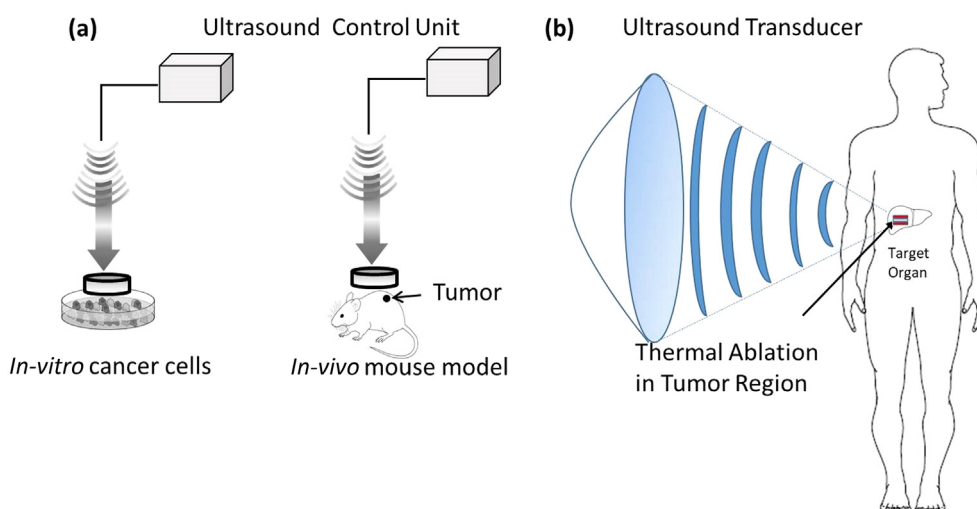 (a)
Ultrasound Control Unit
(b)
Ultrasound Transducer
Tumor
In-vitro cancer cells
In-vivo mouse model
Target
Organ
Thermal Ablation
in Tumor Region